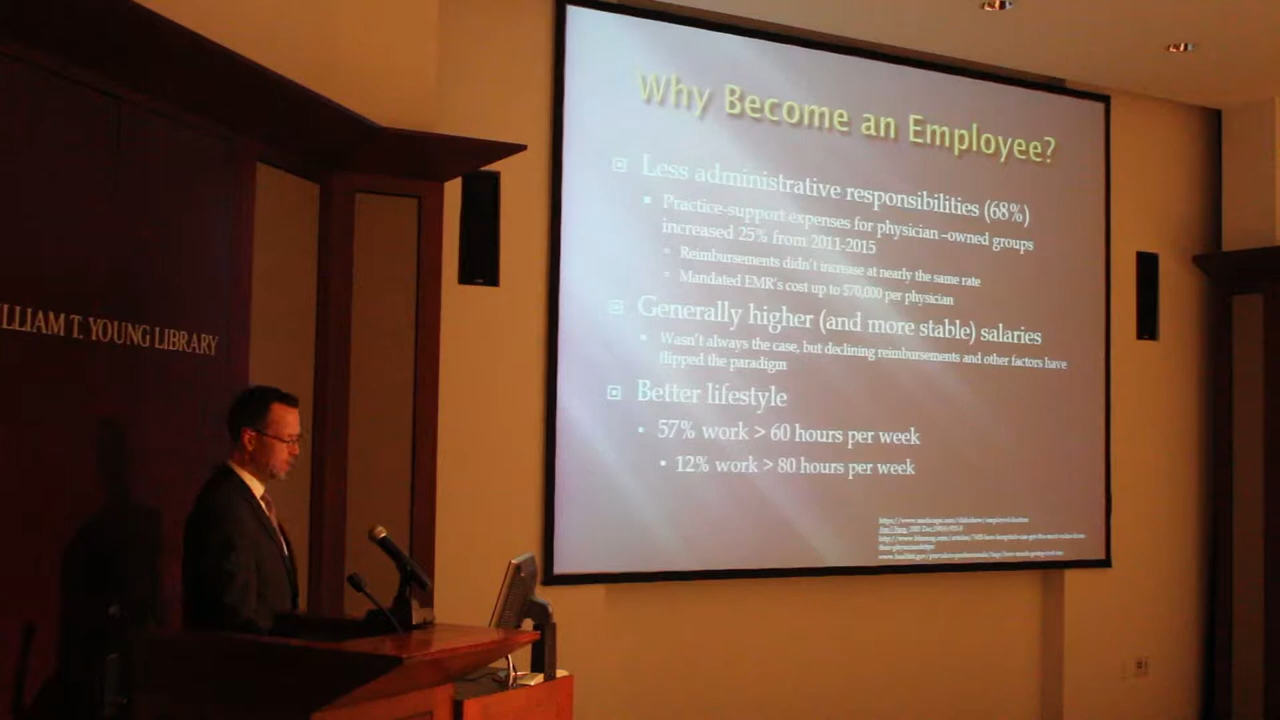 LLIAM T. YOUNG LIBRARY
Why Become an Employee?
Less administrative responsibilities (68%)
Practice-support expenses for physician –owned groups
increased 25% from 2011-2015
Reimbursements didn't increase at nearly the same rate
Mandated EMR's cost up to $70,000 per physician
Generally higher (and more stable) salaries
Wasn't always the case, but declining reimbursements and other factors have
flipped the paradigm
Better lifestyle
57% work > 60 hours per week
12% work > 80 hours per week